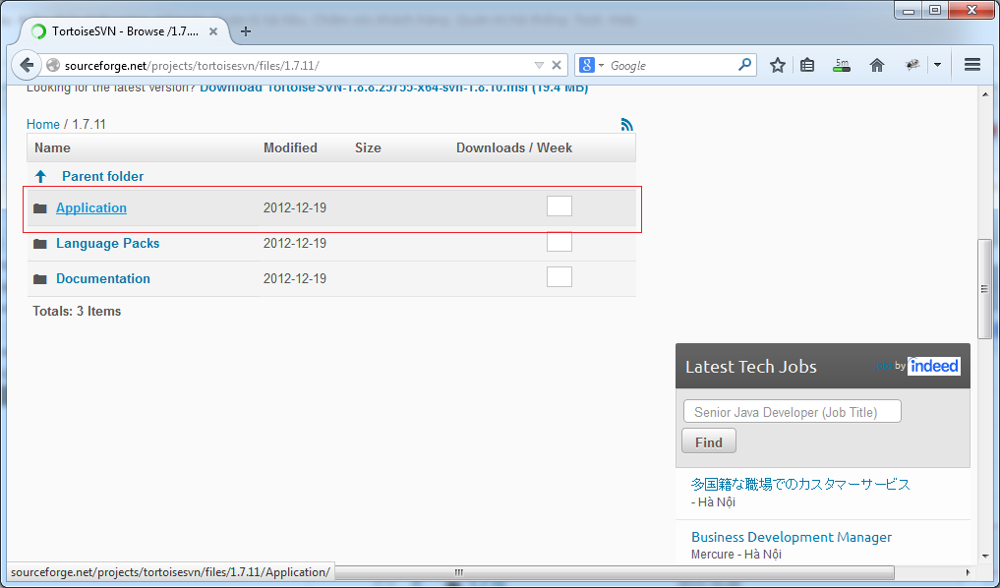 TortoiseSVN - Browse /1.7....
sourceforge.net/projects/tortoisesvn/files/1.7.11/
8
Google
5m
Looking for the latest version? Download TortoiseSVN-1.8.8.25755-x64-svn-1.8.10.msi (19.4 MB)
Home / 1.7.11
Name Modified Size Downloads / Week
Parent folder
Application 2012-12-19
Language Packs 2012-12-19
Documentation 2012-12-19
Totals: 3 Items
Latest Tech Jobs jobs by indeed
Senior Java Developer (Job Title)
Find
多国籍な職場でのカスタマーサービス
- Hà Nội
Business Development Manager
Mercure - Hà Nội
sourceforge.net/projects/tortoisesvn/files/1.7.11/Application/